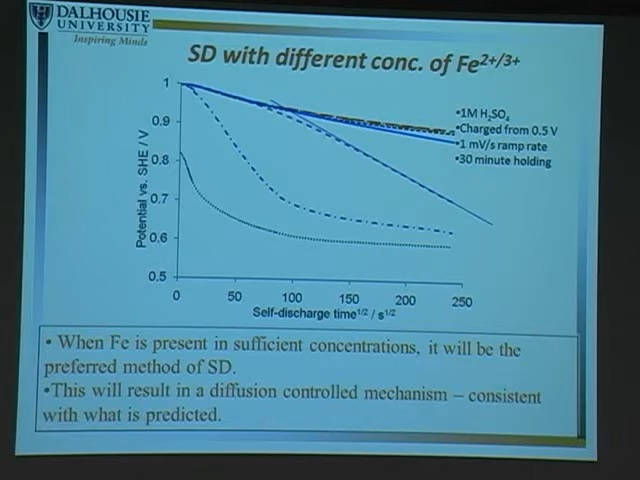 DALHOUSIE
UNIVERSITY
Inspiring Minds
SD with different conc. of Fe²⁺/³⁺
Potential vs. SHE / V
1
0.9
0.8
0.7
0.6
0.5
0
50
100
150
200
250
Self-discharge time¹/² / s¹/²
•1M H₂SO₄
•Charged from 0.5 V
•1 mV/s ramp rate
•30 minute holding
• When Fe is present in sufficient concentrations, it will be the
preferred method of SD.
•This will result in a diffusion controlled mechanism – consistent
with what is predicted.